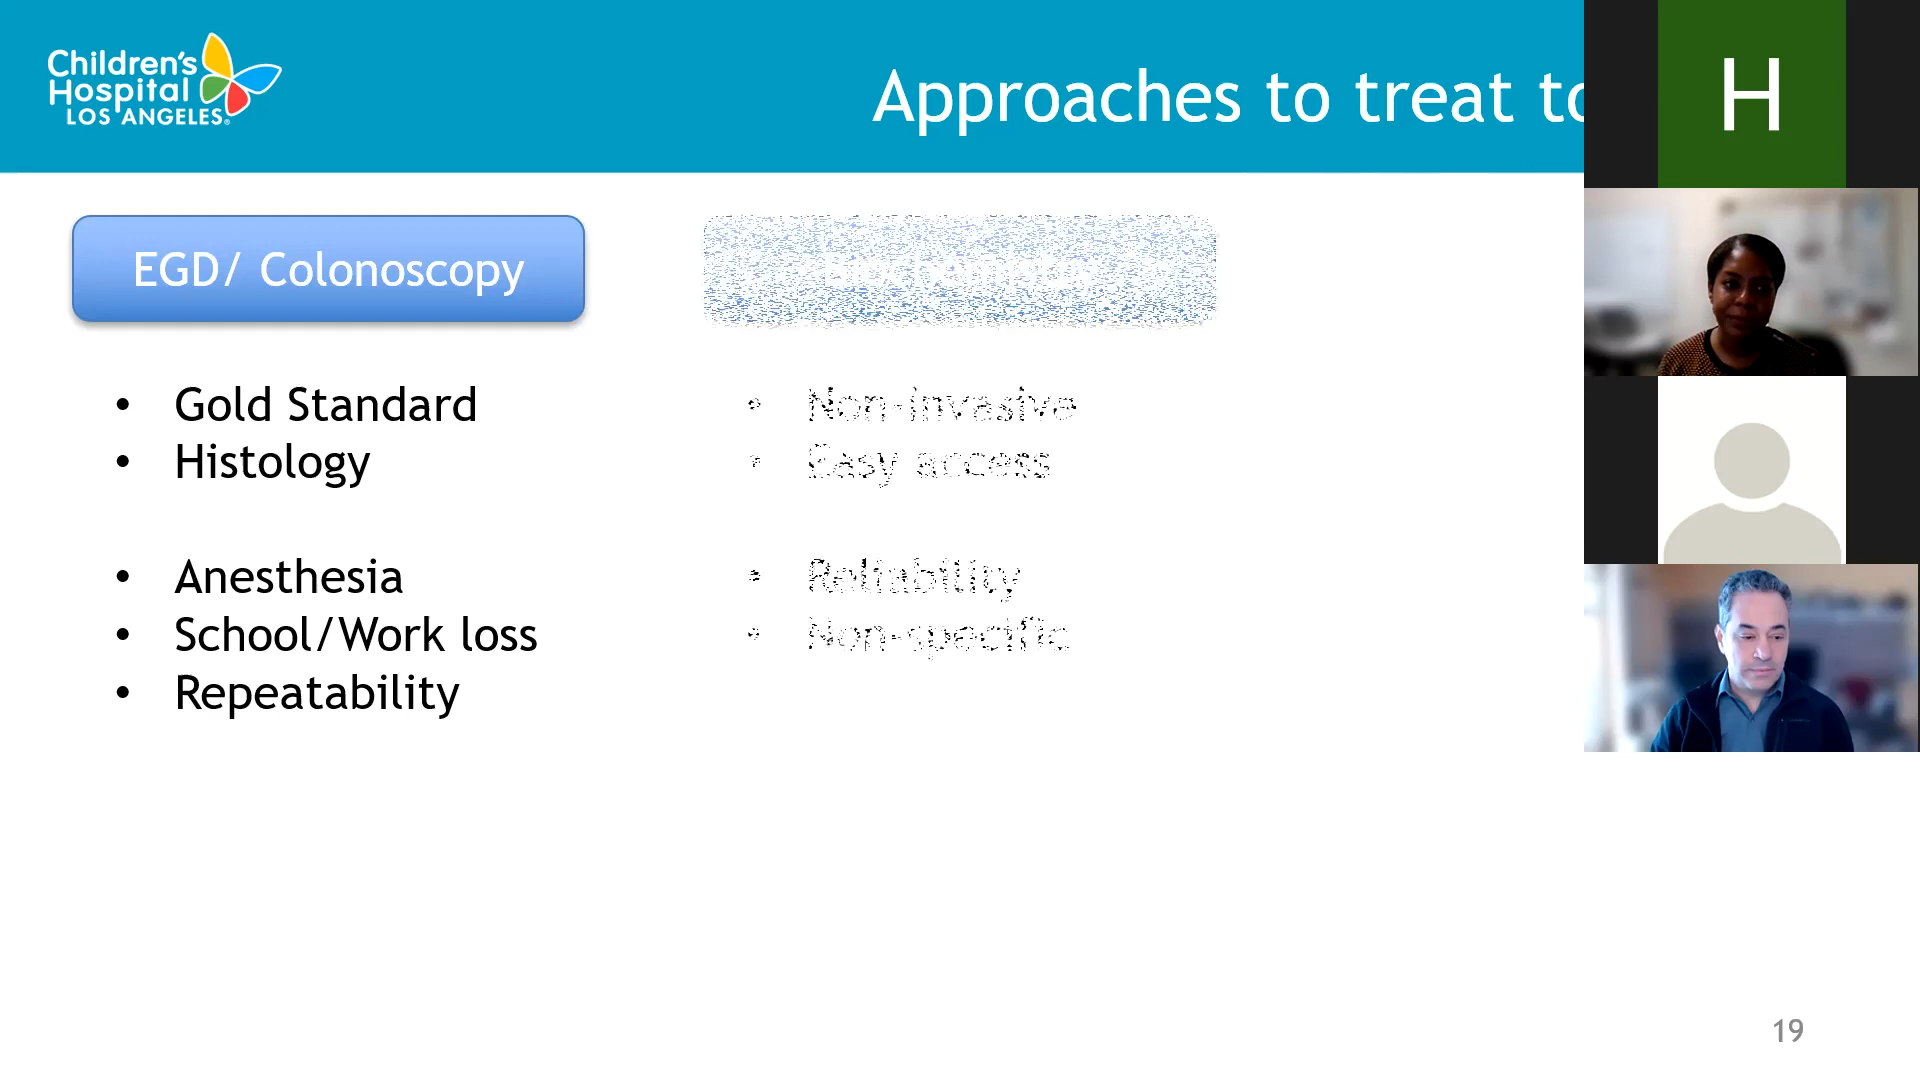 Children's
Hospital
LOS ANGELES®
Approaches to treat to
H
EGD/ Colonoscopy
• Gold Standard
• Histology
• Anesthesia
• School/Work loss
• Repeatability
• Non-invasive
• Easy access
• Reliability
• Non-specific
19